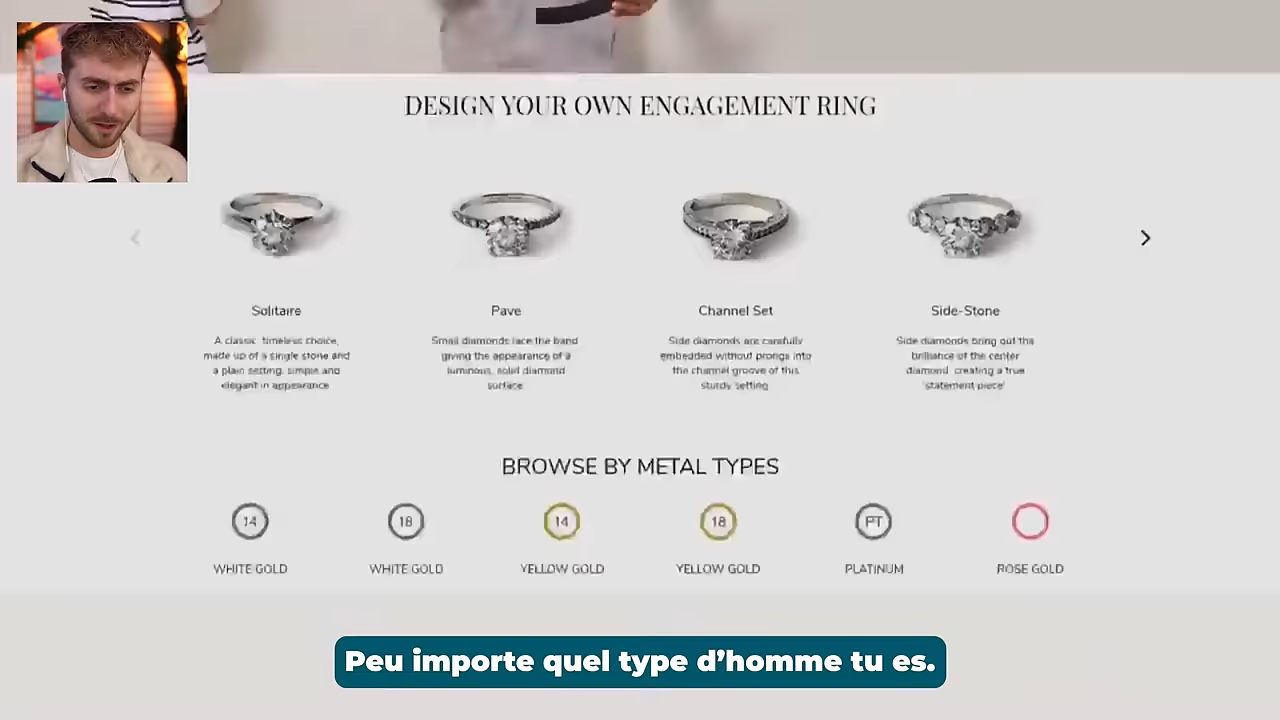 DESIGN YOUR OWN ENGAGEMENT RING
Solitaire
A classic timeless choice,
made up of a single stone and
a plain setting, simple and
elegant in appearance
Pave
Small diamonds lace the band
giving the appearance of a
luminous, solid diamond
surface
Channel Set
Side diamonds are carefully
embedded without prongs into
the channel groove of this
sturdy setting
Side-Stone
Side diamonds bring out the
brilliance of the center
diamond creating a true
'statement piece'
BROWSE BY METAL TYPES
14
WHITE GOLD
18
WHITE GOLD
14
YELLOW GOLD
18
YELLOW GOLD
PT
PLATINUM
ROSE GOLD
Peu importe quel type d’homme tu es.